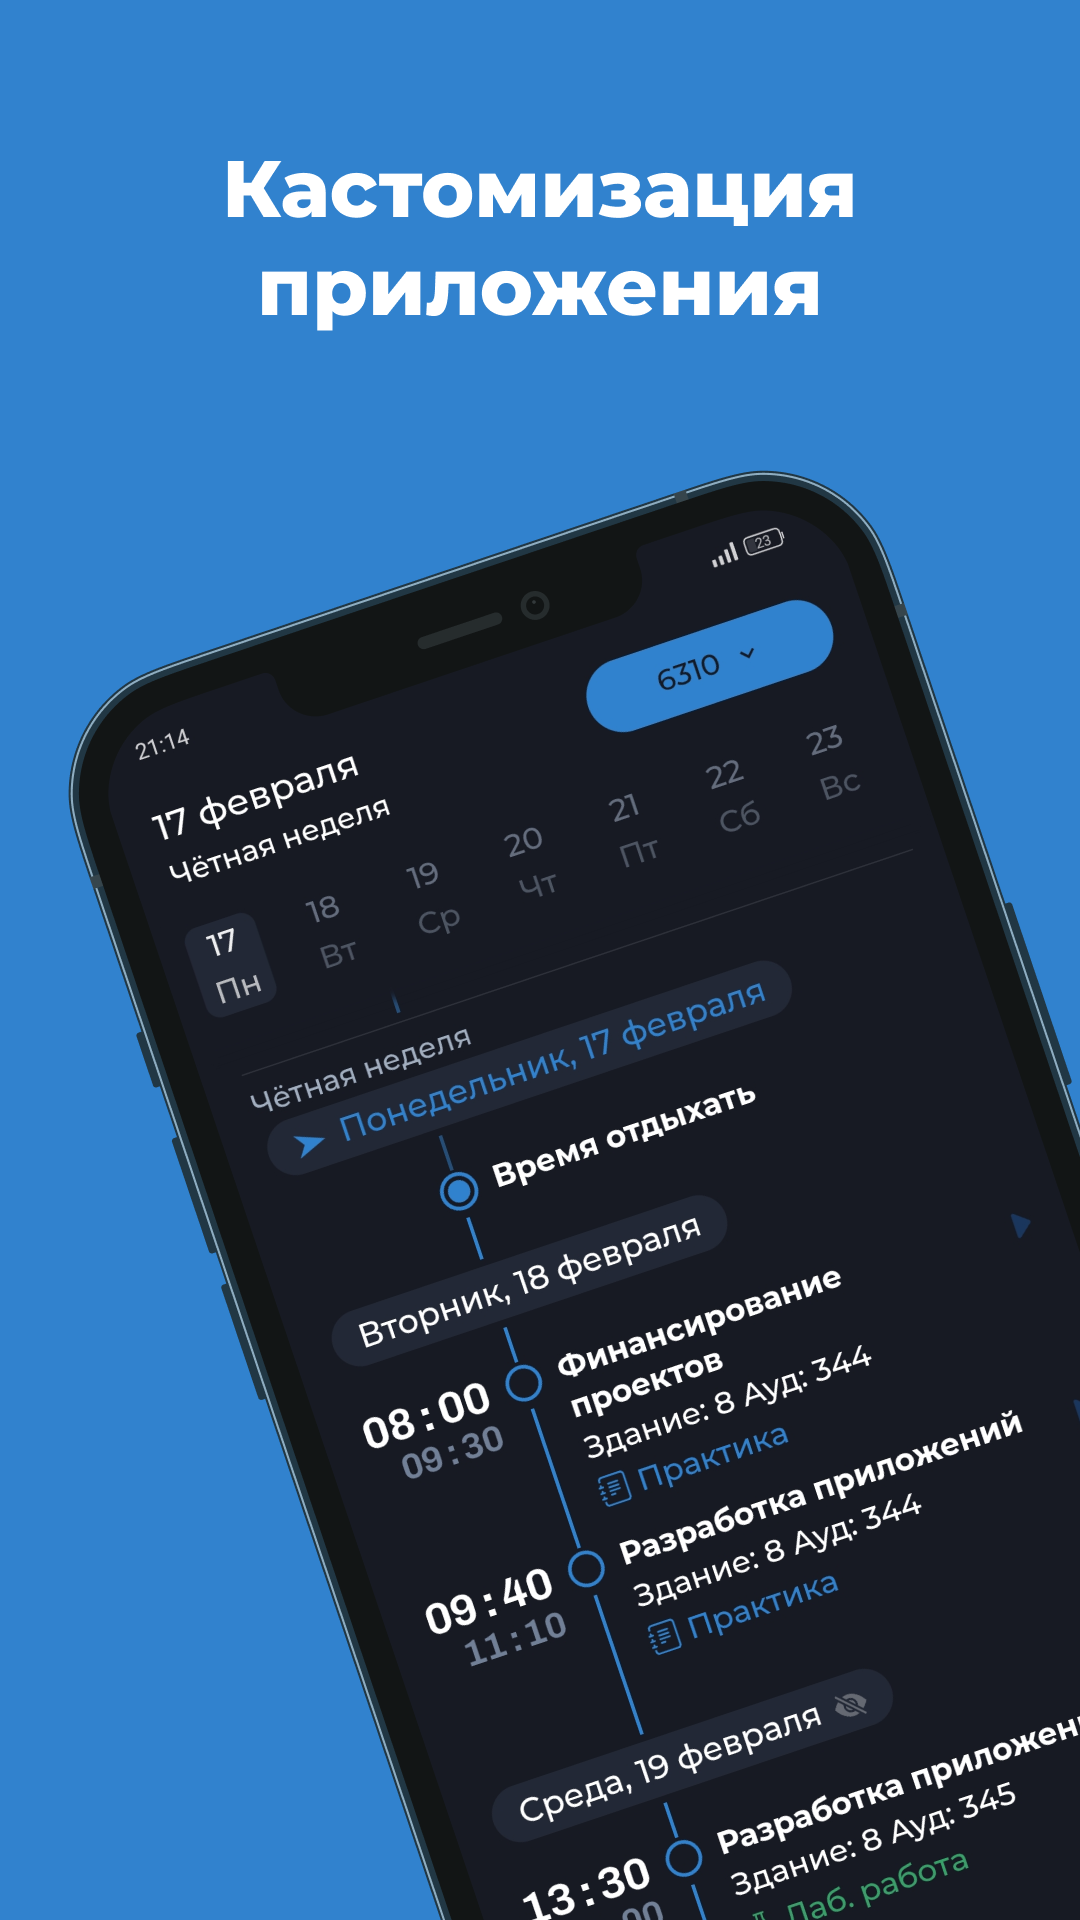 Кастомизация
приложения
21:14
23
6310
17 февраля
Чётная неделя
17 18 19 20 21 22 23
Пн Вт Ср Чт Пт Сб Вс
Чётная неделя
Понедельник, 17 февраля
Время отдыхать
Вторник, 18 февраля
08:00
09:30
Финансирование
проектов
Здание: 8 Ауд: 344
Практика
09:40
11:10
Разработка приложений
Здание: 8 Ауд: 344
Практика
Среда, 19 февраля
13:30
Разработка
Здание: 8 Ауд: 345
Лаб. работа